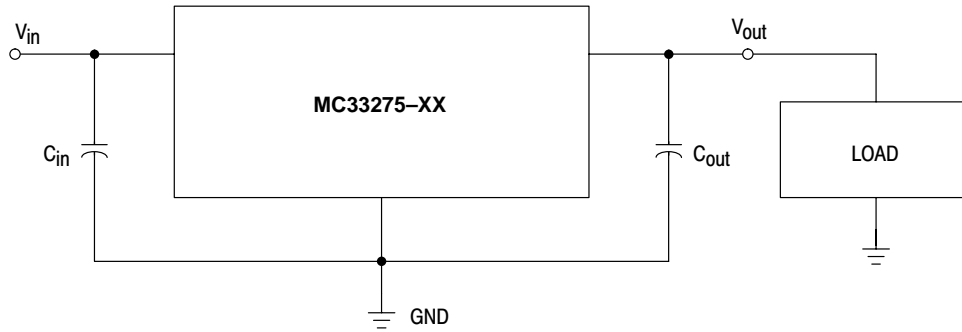 Vin
Vout
MC33275–XX
Cin
Cout
LOAD
GND